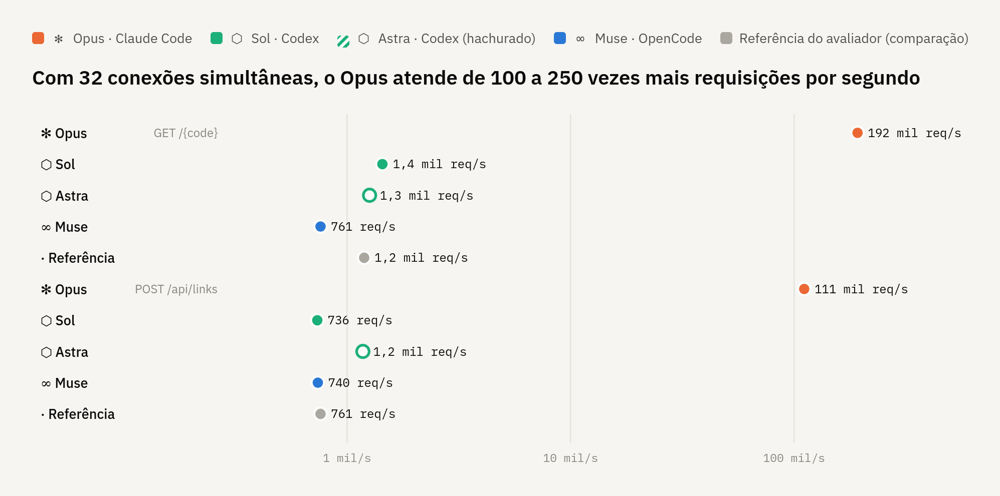 ✻ Opus · Claude Code ⬡ Sol · Codex ⬡ Astra · Codex (hachurado) ∞ Muse · OpenCode Referência do avaliador (comparação)
Com 32 conexões simultâneas, o Opus atende de 100 a 250 vezes mais requisições por segundo
✻ Opus GET /{code} 192 mil req/s
⬡ Sol 1,4 mil req/s
⬡ Astra 1,3 mil req/s
∞ Muse 761 req/s
· Referência 1,2 mil req/s
✻ Opus POST /api/links 111 mil req/s
⬡ Sol 736 req/s
⬡ Astra 1,2 mil req/s
∞ Muse 740 req/s
· Referência 761 req/s
1 mil/s 10 mil/s 100 mil/s